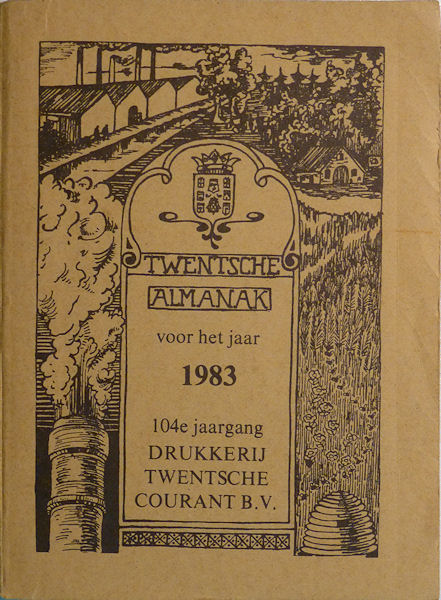 TWENTSCHE
ALMANAK
voor het jaar
1983
104e jaargang
DRUKKERIJ
TWENTSCHE
COURANT B.V.